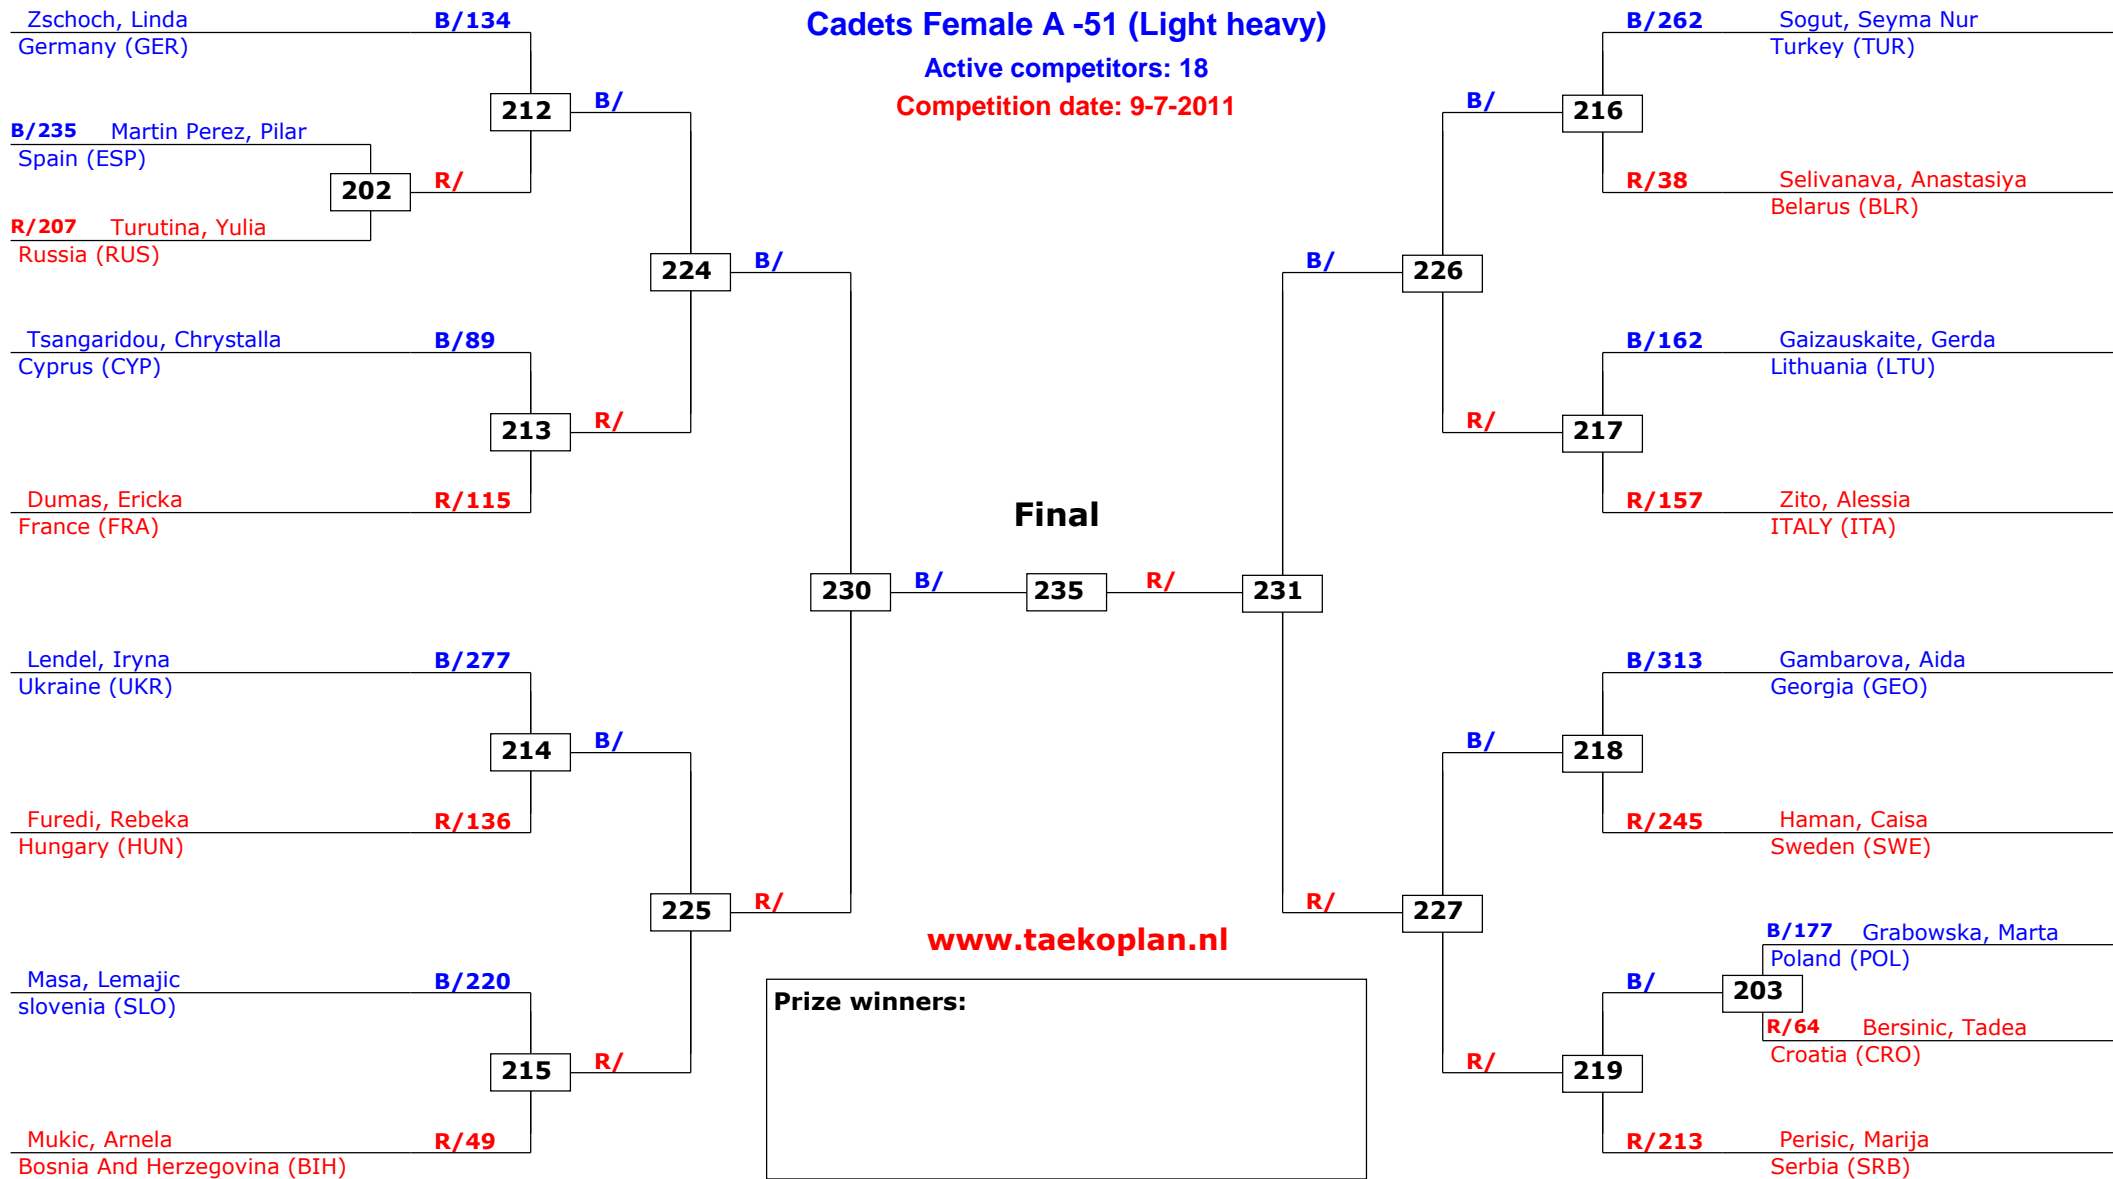 Cadets Female A -51 (Light heavy)
Active competitors: 18
Competition date: 9-7-2011
Zschoch, Linda B/134
Germany (GER)
212
B/
B/235 Martin Perez, Pilar
Spain (ESP)
202
R/
R/207 Turutina, Yulia
Russia (RUS)
224
B/
Tsangaridou, Chrystalla B/89
Cyprus (CYP)
213
R/
Dumas, Ericka R/115
France (FRA)
230
B/
Lendel, Iryna B/277
Ukraine (UKR)
214
B/
Furedi, Rebeka R/136
Hungary (HUN)
225
R/
Masa, Lemajic B/220
slovenia (SLO)
215
R/
Mukic, Arnela R/49
Bosnia And Herzegovina (BIH)
Final
235
R/
231
B/262 Sogut, Seyma Nur
Turkey (TUR)
B/
216
R/38 Selivanava, Anastasiya
Belarus (BLR)
B/
226
B/162 Gaizauskaite, Gerda
Lithuania (LTU)
R/
217
R/157 Zito, Alessia
ITALY (ITA)
B/313 Gambarova, Aida
Georgia (GEO)
B/
218
R/245 Haman, Caisa
Sweden (SWE)
R/
227
B/177 Grabowska, Marta
Poland (POL)
B/
203
R/64 Bersinic, Tadea
Croatia (CRO)
R/
219
R/213 Perisic, Marija
Serbia (SRB)
www.taekoplan.nl
Prize winners: